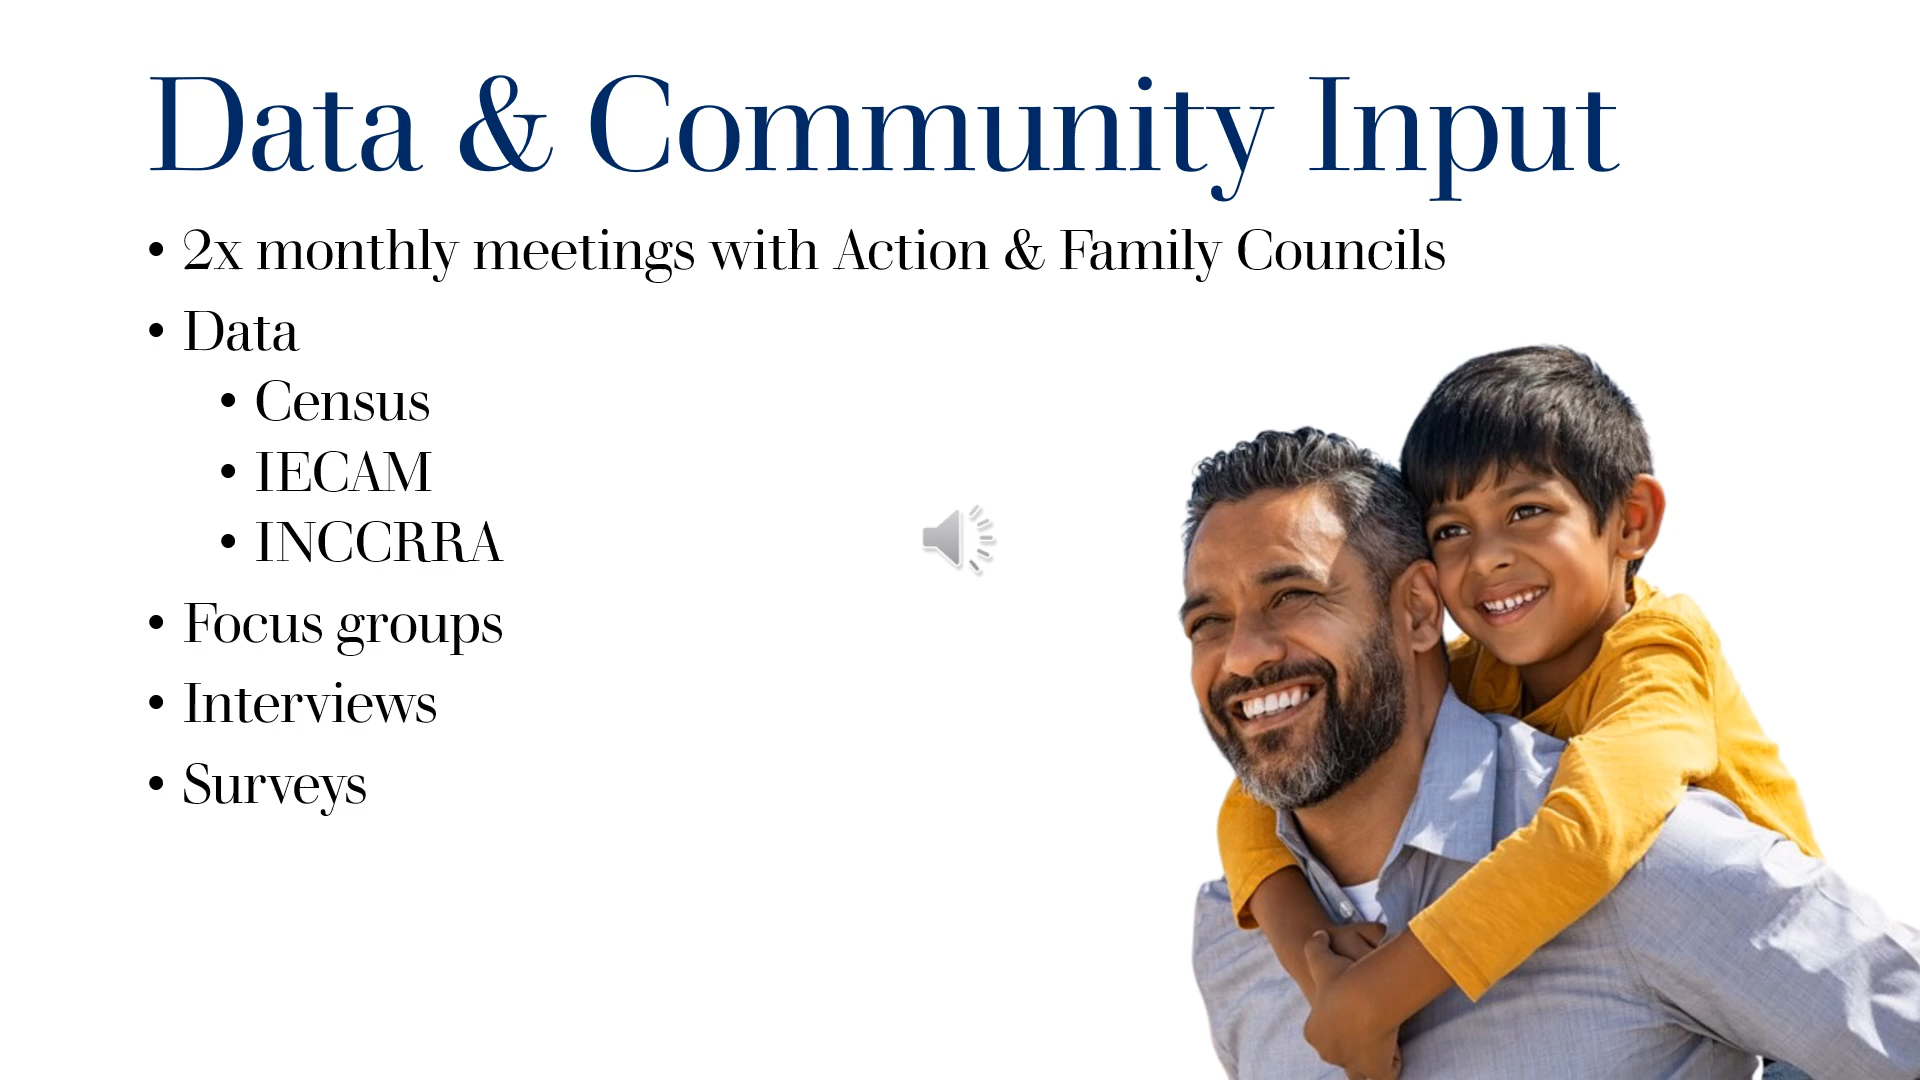 Data & Community Input
• 2x monthly meetings with Action & Family Councils
• Data
• Census
• IECAM
• INCCRRA
• Focus groups
• Interviews
• Surveys